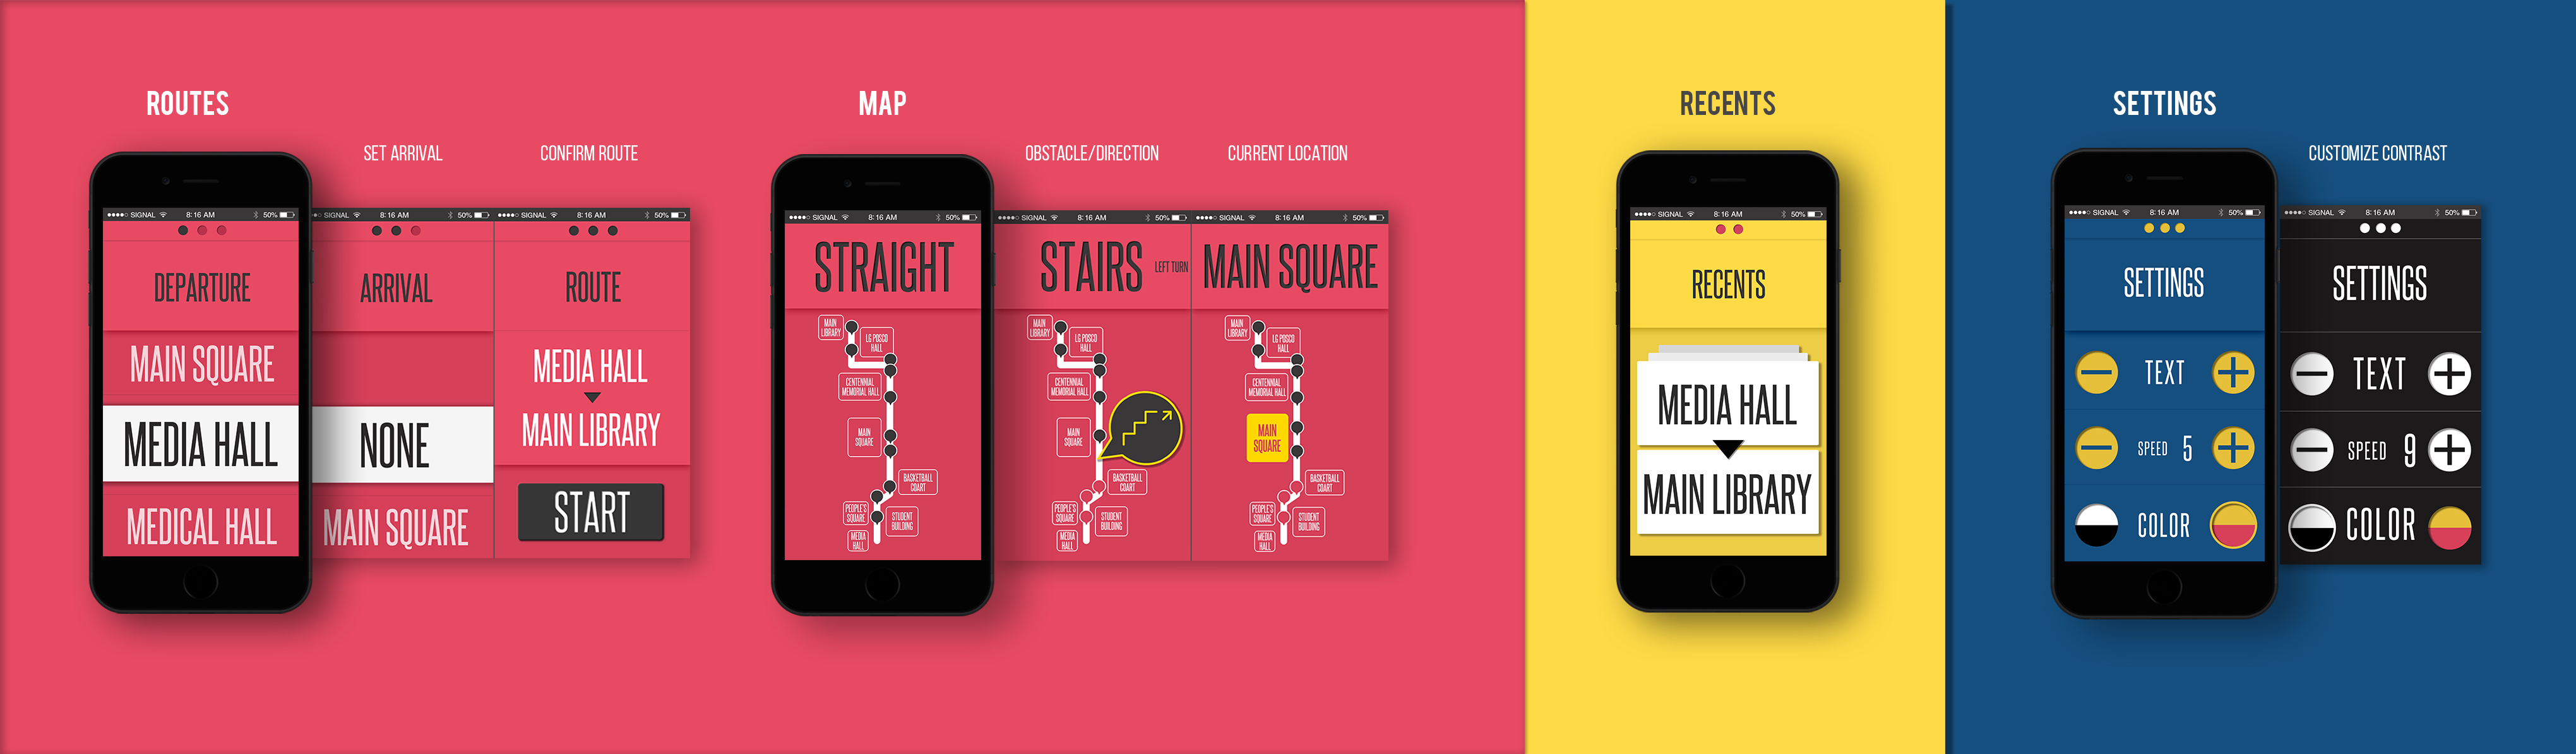 ROUTES
SET ARRIVAL
CONFIRM ROUTE
SIGNAL 8:16 AM 50%
DEPARTURE
MAIN SQUARE
MEDIA HALL
MEDICAL HALL
SIGNAL 8:16 AM 50%
ARRIVAL
NONE
MAIN SQUARE
SIGNAL 8:16 AM 50%
ROUTE
MEDIA HALL
MAIN LIBRARY
START
MAP
OBSTACLE/DIRECTION
CURRENT LOCATION
SIGNAL 8:16 AM 50%
STRAIGHT
MAIN
LIBRARY
LG POSCO
HALL
CENTENNIAL
MEMORIAL HALL
MAIN
SQUARE
BASKETBALL
COART
PEOPLE'S
SQUARE
STUDENT
BUILDING
MEDIA
HALL
SIGNAL 8:16 AM 50%
STAIRS
LEFT TURN
MAIN
LIBRARY
LG POSCO
HALL
CENTENNIAL
MEMORIAL HALL
MAIN
SQUARE
BASKETBALL
COART
PEOPLE'S
SQUARE
STUDENT
BUILDING
MEDIA
HALL
SIGNAL 8:16 AM 50%
MAIN SQUARE
MAIN
LIBRARY
LG POSCO
HALL
CENTENNIAL
MEMORIAL HALL
MAIN
SQUARE
BASKETBALL
COART
PEOPLE'S
SQUARE
STUDENT
BUILDING
MEDIA
HALL
RECENTS
SIGNAL 8:16 AM 50%
RECENTS
MEDIA HALL
MAIN LIBRARY
SETTINGS
CUSTOMIZE CONTRAST
SIGNAL 8:16 AM 50%
SETTINGS
TEXT
SPEED 5
COLOR
SIGNAL 8:16 AM 50%
SETTINGS
TEXT
SPEED 9
COLOR